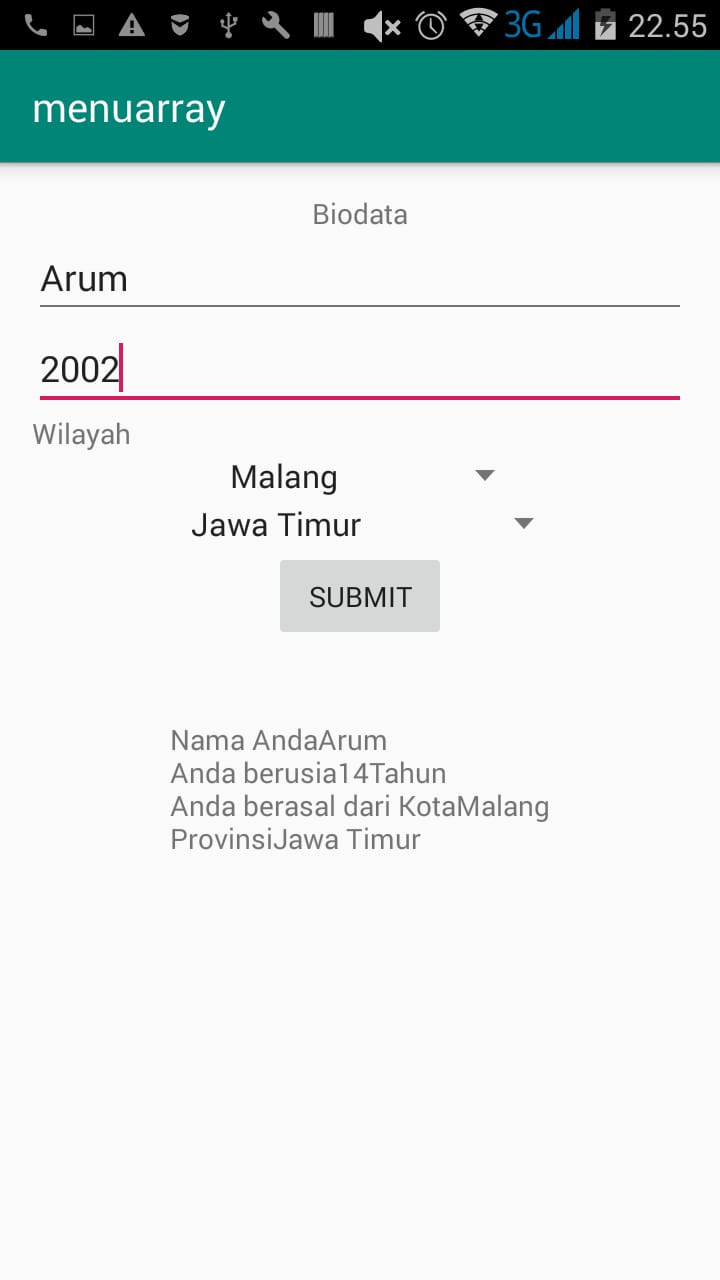 3G 22.55
menuarray
Biodata
Arum
2002
Wilayah
Malang
Jawa Timur
SUBMIT
Nama AndaArum
Anda berusia14Tahun
Anda berasal dari KotaMalang
ProvinsiJawa Timur